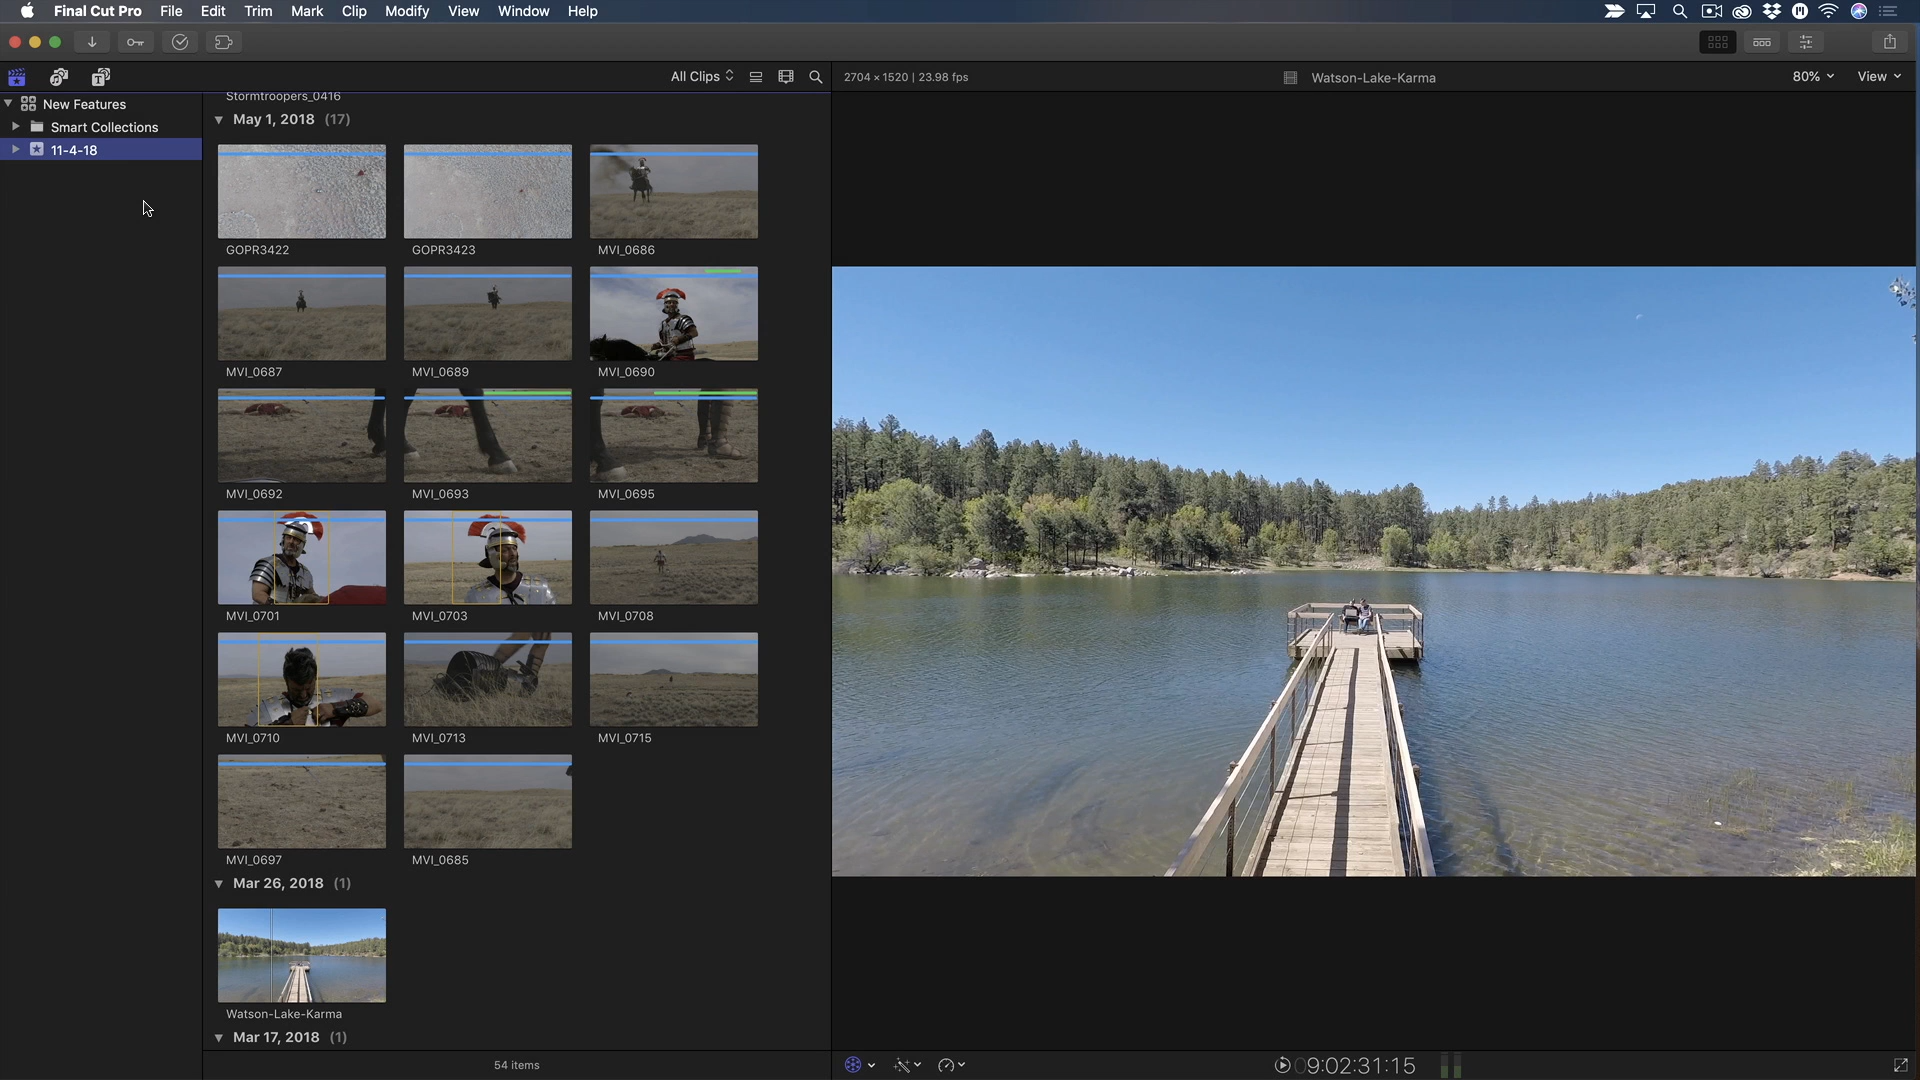 Final Cut Pro File Edit Trim Mark Clip Modify View Window Help
All Clips
2704 × 1520 | 23.98 fps
Watson-Lake-Karma
80%
View
New Features
Smart Collections
11-4-18
Stormtroopers_0416
May 1, 2018 (17)
GOPR3422
GOPR3423
MVI_0686
MVI_0687
MVI_0689
MVI_0690
MVI_0692
MVI_0693
MVI_0695
MVI_0701
MVI_0703
MVI_0708
MVI_0710
MVI_0713
MVI_0715
MVI_0697
MVI_0685
Mar 26, 2018 (1)
Watson-Lake-Karma
Mar 17, 2018 (1)
54 items
09:02:31:15